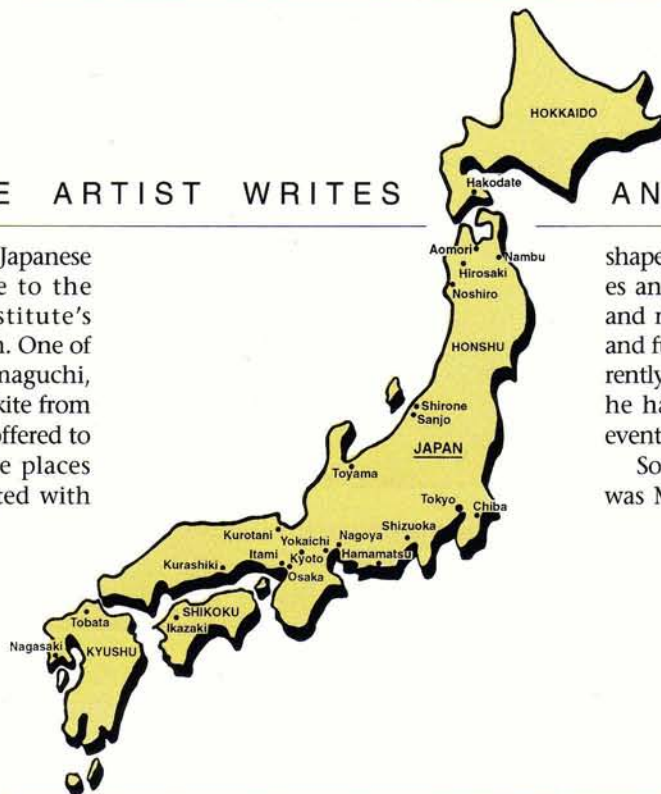 E ARTIST WRITES
AN
Japanese
e to the
stitute's
n. One of
naguchi,
kite from
offered to
e places
with
HOKKAIDO
Hakodate
Aomori
Nambu
Hirosaki
Noshiro
HONSHU
Shirone
Sanjo
JAPAN
Toyama
Tokyo
Chiba
Shizuoka
Kurotani
Yokaichi
Nagoya
Itami
Kyoto
Hamamatsu
Kurashiki
Osaka
SHIKOKU
Ikazaki
Tobata
Nagasaki
KYUSHU
shape
es an
and
and fi
rently
he ha
event
So
was M